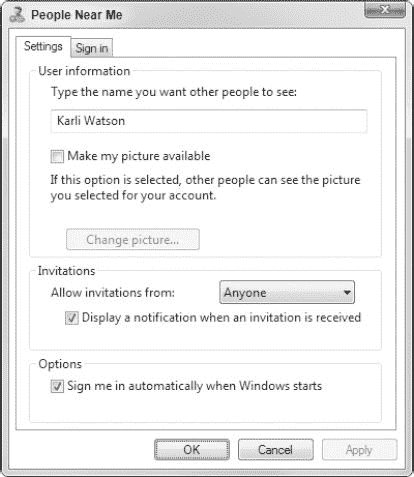 People Near Me
Settings
Sign in
User information
Type the name you want other people to see:
Karli Watson
Make my picture available
If this option is selected, other people can see the picture
you selected for your account.
Change picture...
Invitations
Allow invitations from:
Anyone
Display a notification when an invitation is received
Options
Sign me in automatically when Windows starts
OK
Cancel
Apply